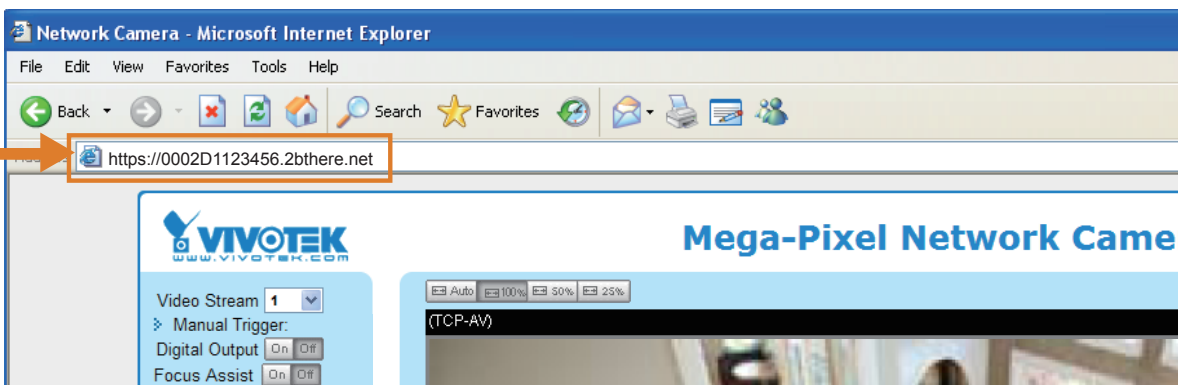 Network Camera - Microsoft Internet Explorer
File Edit View Favorites Tools Help
Back Search Favorites
https://0002D1123456.2bthere.net
VIVOTEK
www.vivotek.com
Mega-Pixel Network Came
Video Stream 1
Auto 100% 50% 25%
Manual Trigger:
(TCP-AV)
Digital Output On Off
Focus Assist On Off